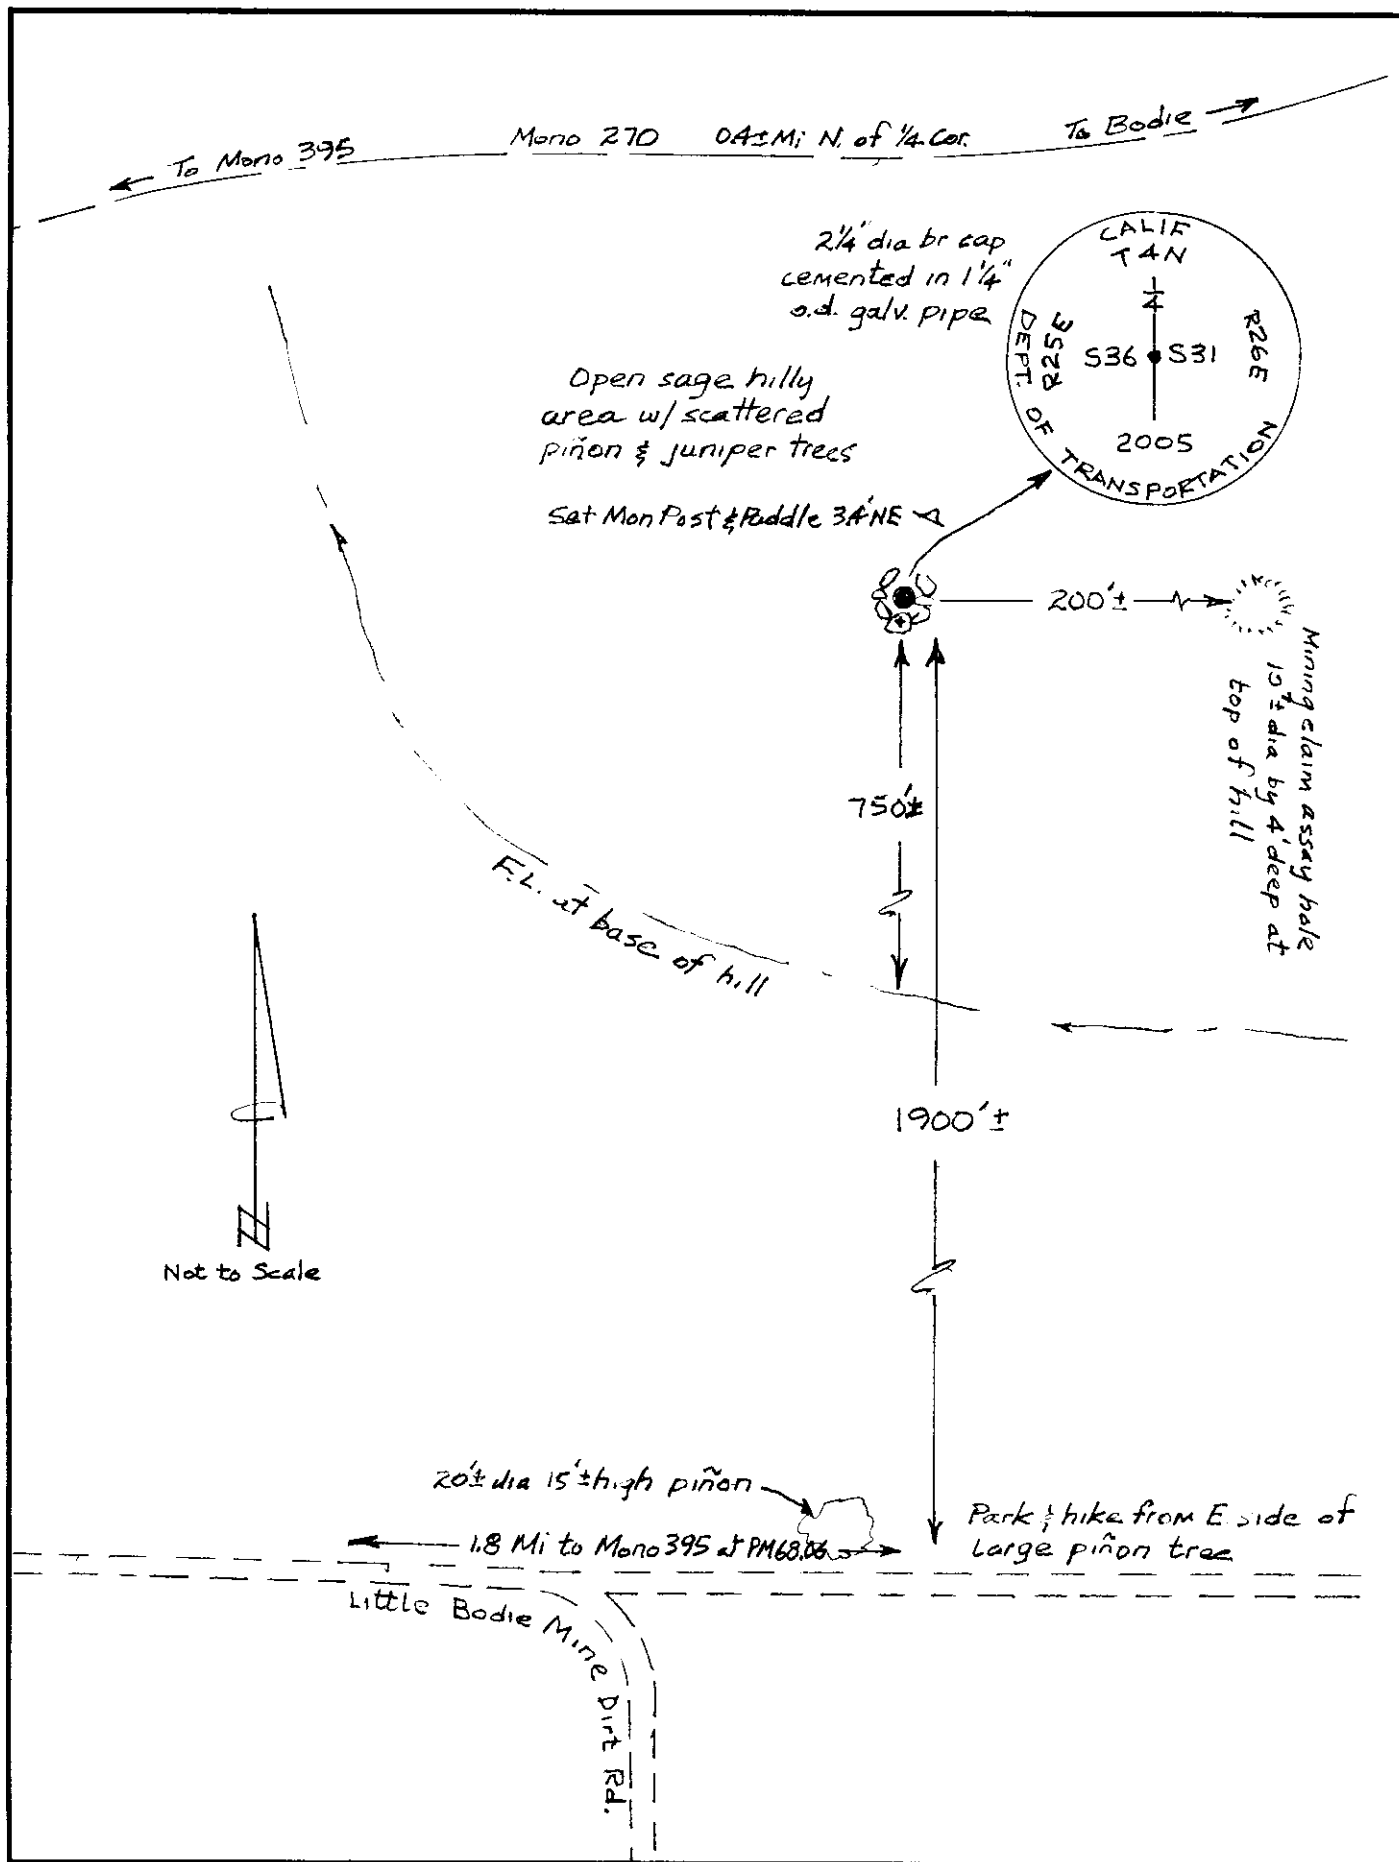 To Mono 395
Mono 270 0.4± Mi N. of 1/4 Cor.
To Bodie
2 1/4" dia br cap
cemented in 1 1/4"
o.d. galv. pipe
CALIF
T4N
1/4
R25E
R26E
S36 S31
2005
DEPT. OF TRANSPORTATION
Open sage hilly
area w/ scattered
piñon & juniper trees
Set Mon Post & Paddle 3.4' NE
200'±
Mining claim assay hole
10'± dia by 4' deep at
top of hill
750'±
F.L. at base of hill
1900'±
Not to Scale
20'± dia 15'± high piñon
1.8 Mi to Mono 395 at PM68.06
Park & hike from E. side of
Large piñon tree
Little Bodie Mine Dirt Rd.